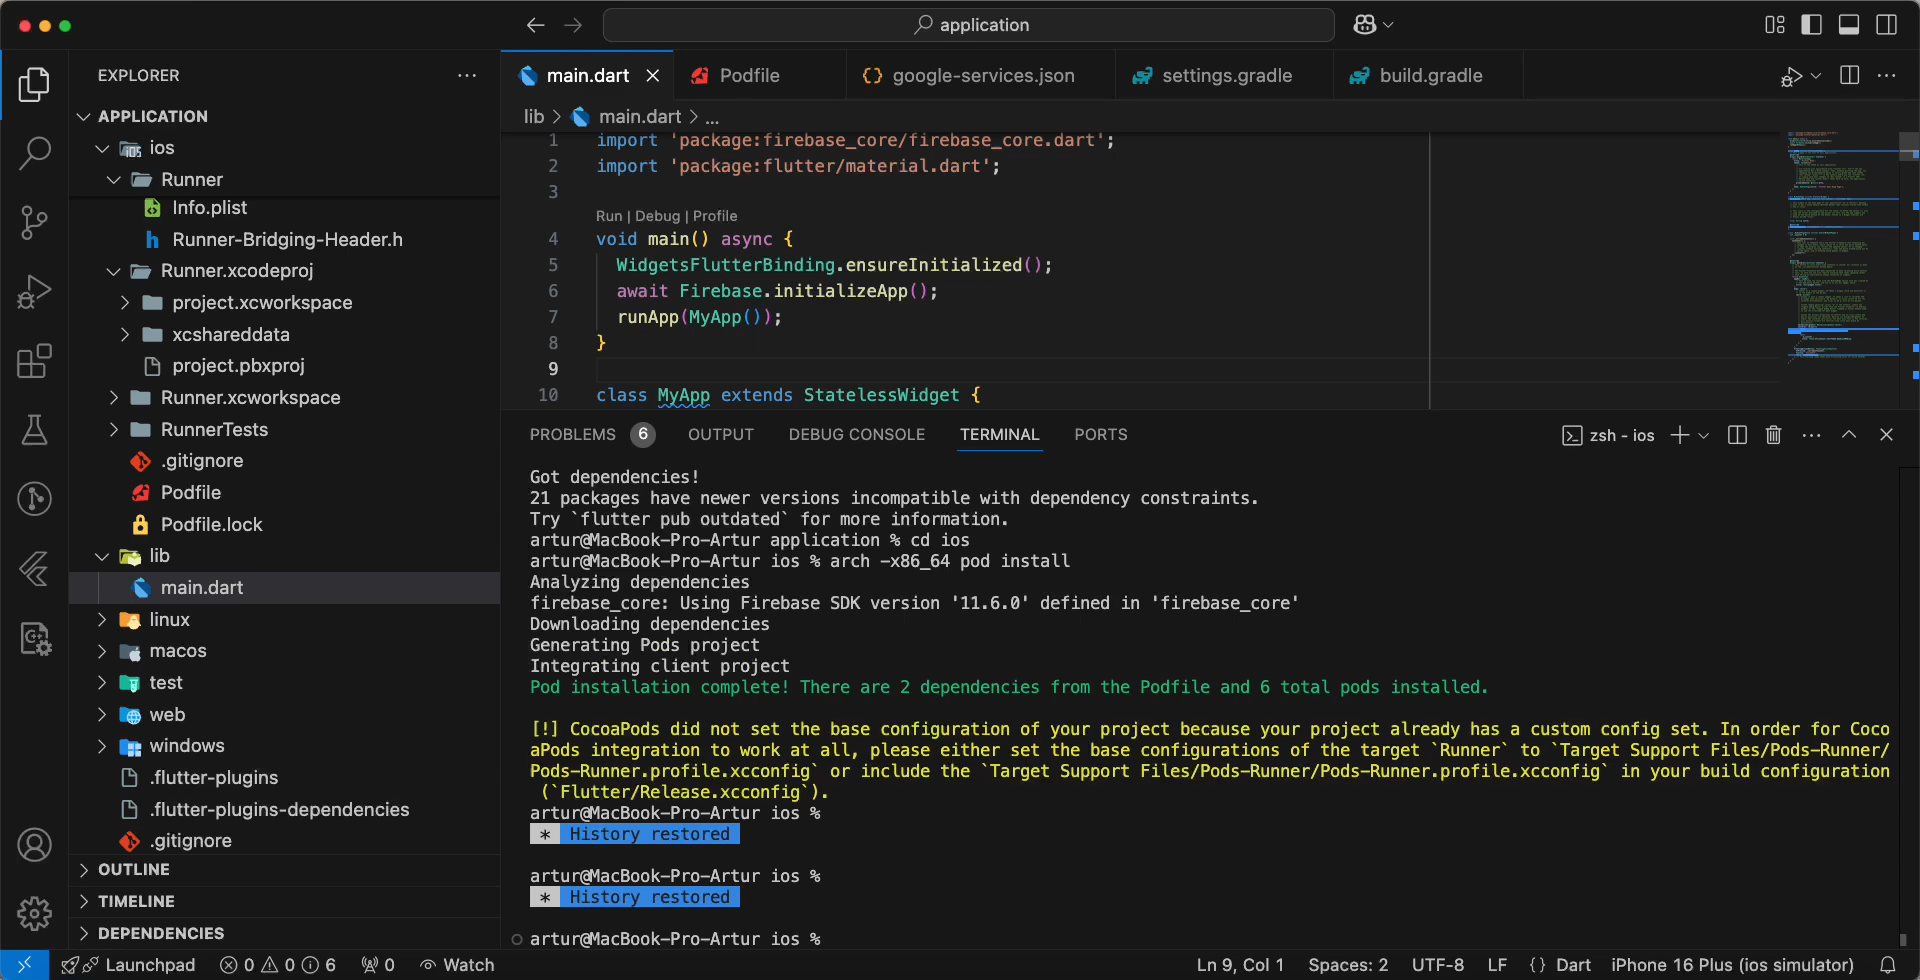 application
EXPLORER
APPLICATION
ios
Runner
Info.plist
h Runner-Bridging-Header.h
Runner.xcodeproj
project.xcworkspace
xcshareddata
project.pbxproj
Runner.xcworkspace
RunnerTests
.gitignore
Podfile
Podfile.lock
lib
main.dart
linux
macos
test
web
windows
.flutter-plugins
.flutter-plugins-dependencies
.gitignore
OUTLINE
TIMELINE
DEPENDENCIES
main.dart Podfile google-services.json settings.gradle build.gradle
lib > main.dart > ...
1 import 'package:firebase_core/firebase_core.dart';
2 import 'package:flutter/material.dart';
3
Run | Debug | Profile
4 void main() async {
5 WidgetsFlutterBinding.ensureInitialized();
6 await Firebase.initializeApp();
7 runApp(MyApp());
8 }
9
10 class MyApp extends StatelessWidget {
PROBLEMS 6 OUTPUT DEBUG CONSOLE TERMINAL PORTS zsh - ios
Got dependencies!
21 packages have newer versions incompatible with dependency constraints.
Try `flutter pub outdated` for more information.
artur@MacBook-Pro-Artur application % cd ios
artur@MacBook-Pro-Artur ios % arch -x86_64 pod install
Analyzing dependencies
firebase_core: Using Firebase SDK version '11.6.0' defined in 'firebase_core'
Downloading dependencies
Generating Pods project
Integrating client project
Pod installation complete! There are 2 dependencies from the Podfile and 6 total pods installed.
[!] CocoaPods did not set the base configuration of your project because your project already has a custom config set. In order for Coco
aPods integration to work at all, please either set the base configurations of the target `Runner` to `Target Support Files/Pods-Runner/
Pods-Runner.profile.xcconfig` or include the `Target Support Files/Pods-Runner/Pods-Runner.profile.xcconfig` in your build configuration
(`Flutter/Release.xcconfig`).
artur@MacBook-Pro-Artur ios %
* History restored
artur@MacBook-Pro-Artur ios %
* History restored
artur@MacBook-Pro-Artur ios %
Launchpad 0 0 6 0 Watch Ln 9, Col 1 Spaces: 2 UTF-8 LF {} Dart iPhone 16 Plus (ios simulator)